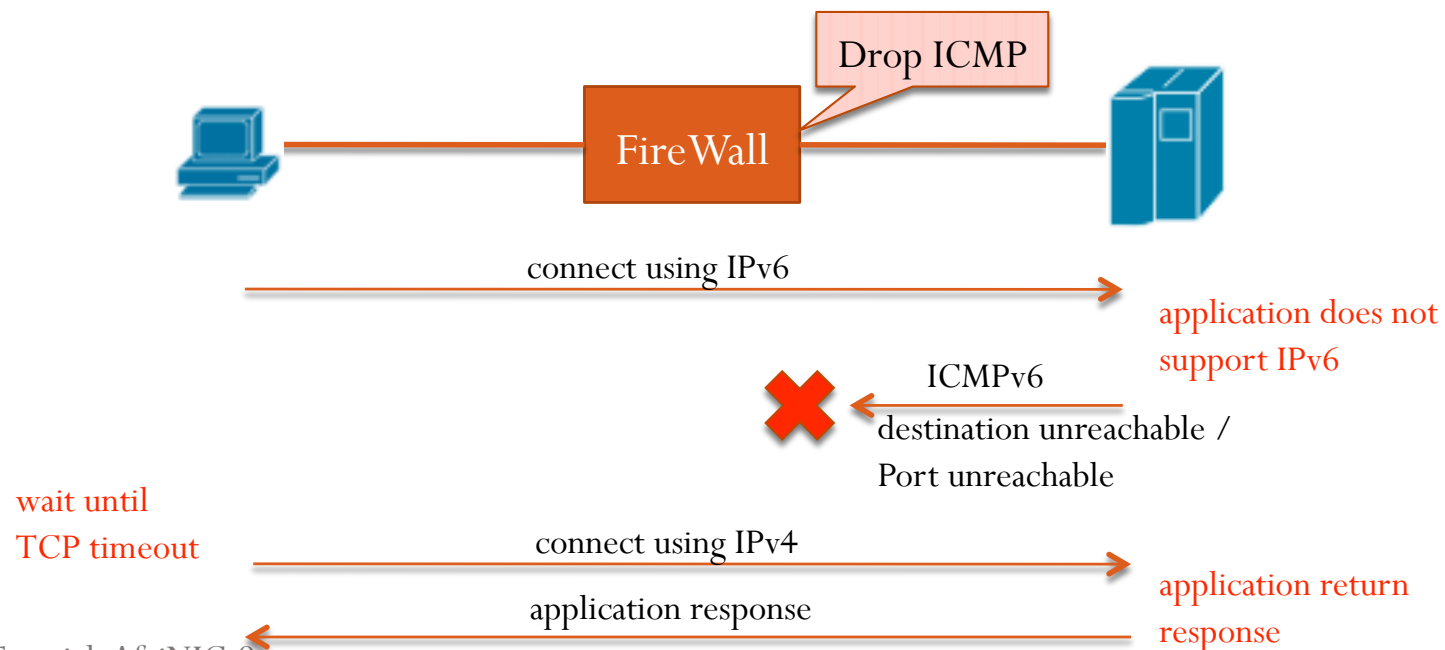 Drop ICMP
FireWall
connect using IPv6
application does not
support IPv6
ICMPv6
destination unreachable /
Port unreachable
wait until
TCP timeout
connect using IPv4
application return
response
application response